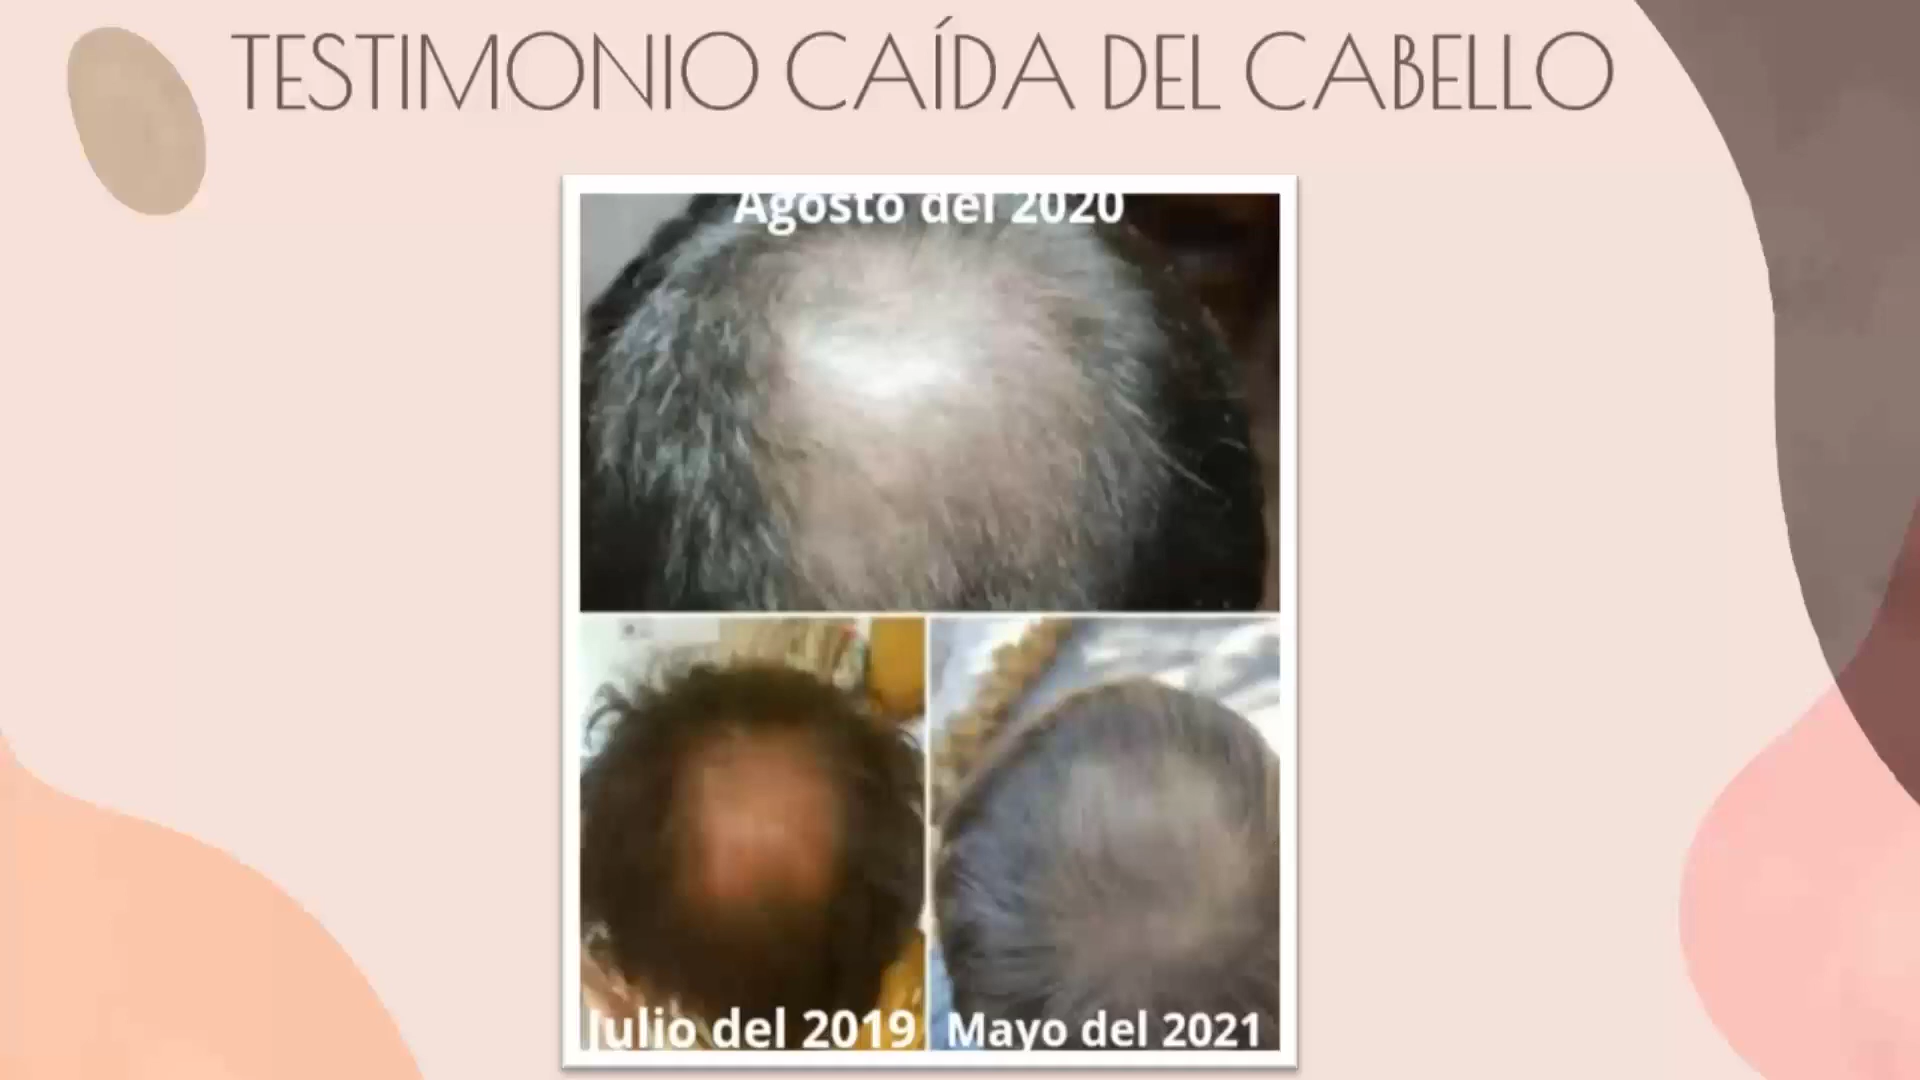 TESTIMONIO CAÍDA DEL CABELLO
Agosto del 2020
Julio del 2019
Mayo del 2021